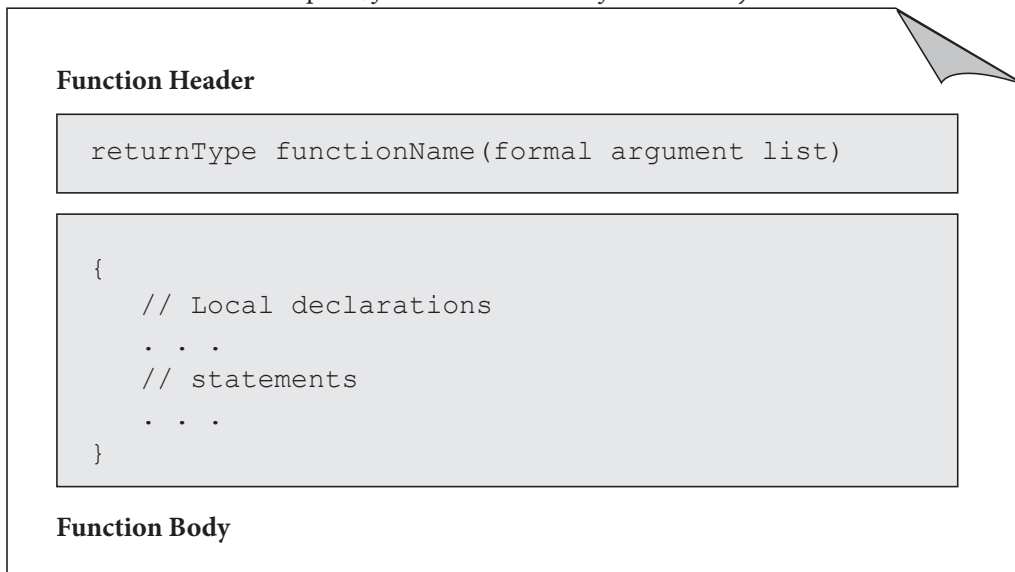 Function Header
returnType functionName(formal argument list)
{
// Local declarations
. . .
// statements
. . .
}
Function Body